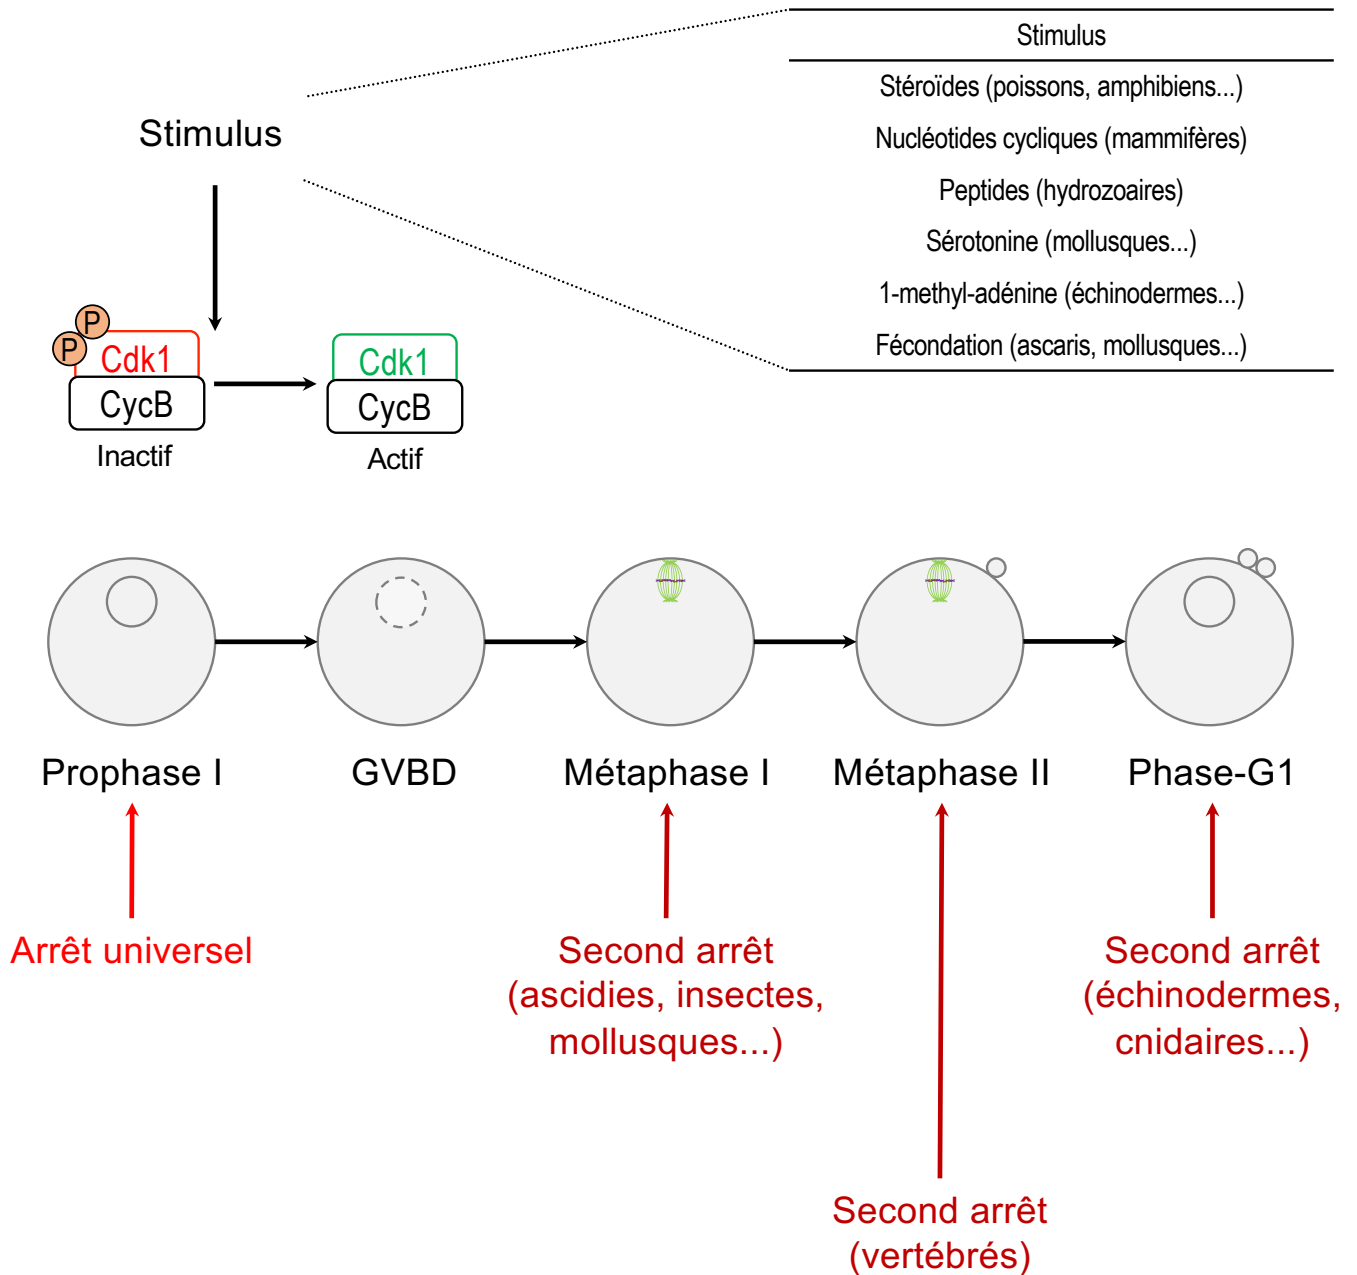 Stimulus
Stéroïdes (poissons, amphibiens...)
Nucléotides cycliques (mammifères)
Peptides (hydrozoaires)
Sérotonine (mollusques...)
1-methyl-adénine (échinodermes...)
Fécondation (ascaris, mollusques...)
Stimulus
P
P
Cdk1
CycB
Inactif
Cdk1
CycB
Actif
Prophase I
GVBD
Métaphase I
Métaphase II
Phase-G1
Arrêt universel
Second arrêt
(ascidies, insectes,
mollusques...)
Second arrêt
(vertébrés)
Second arrêt
(échinodermes,
cnidaires...)